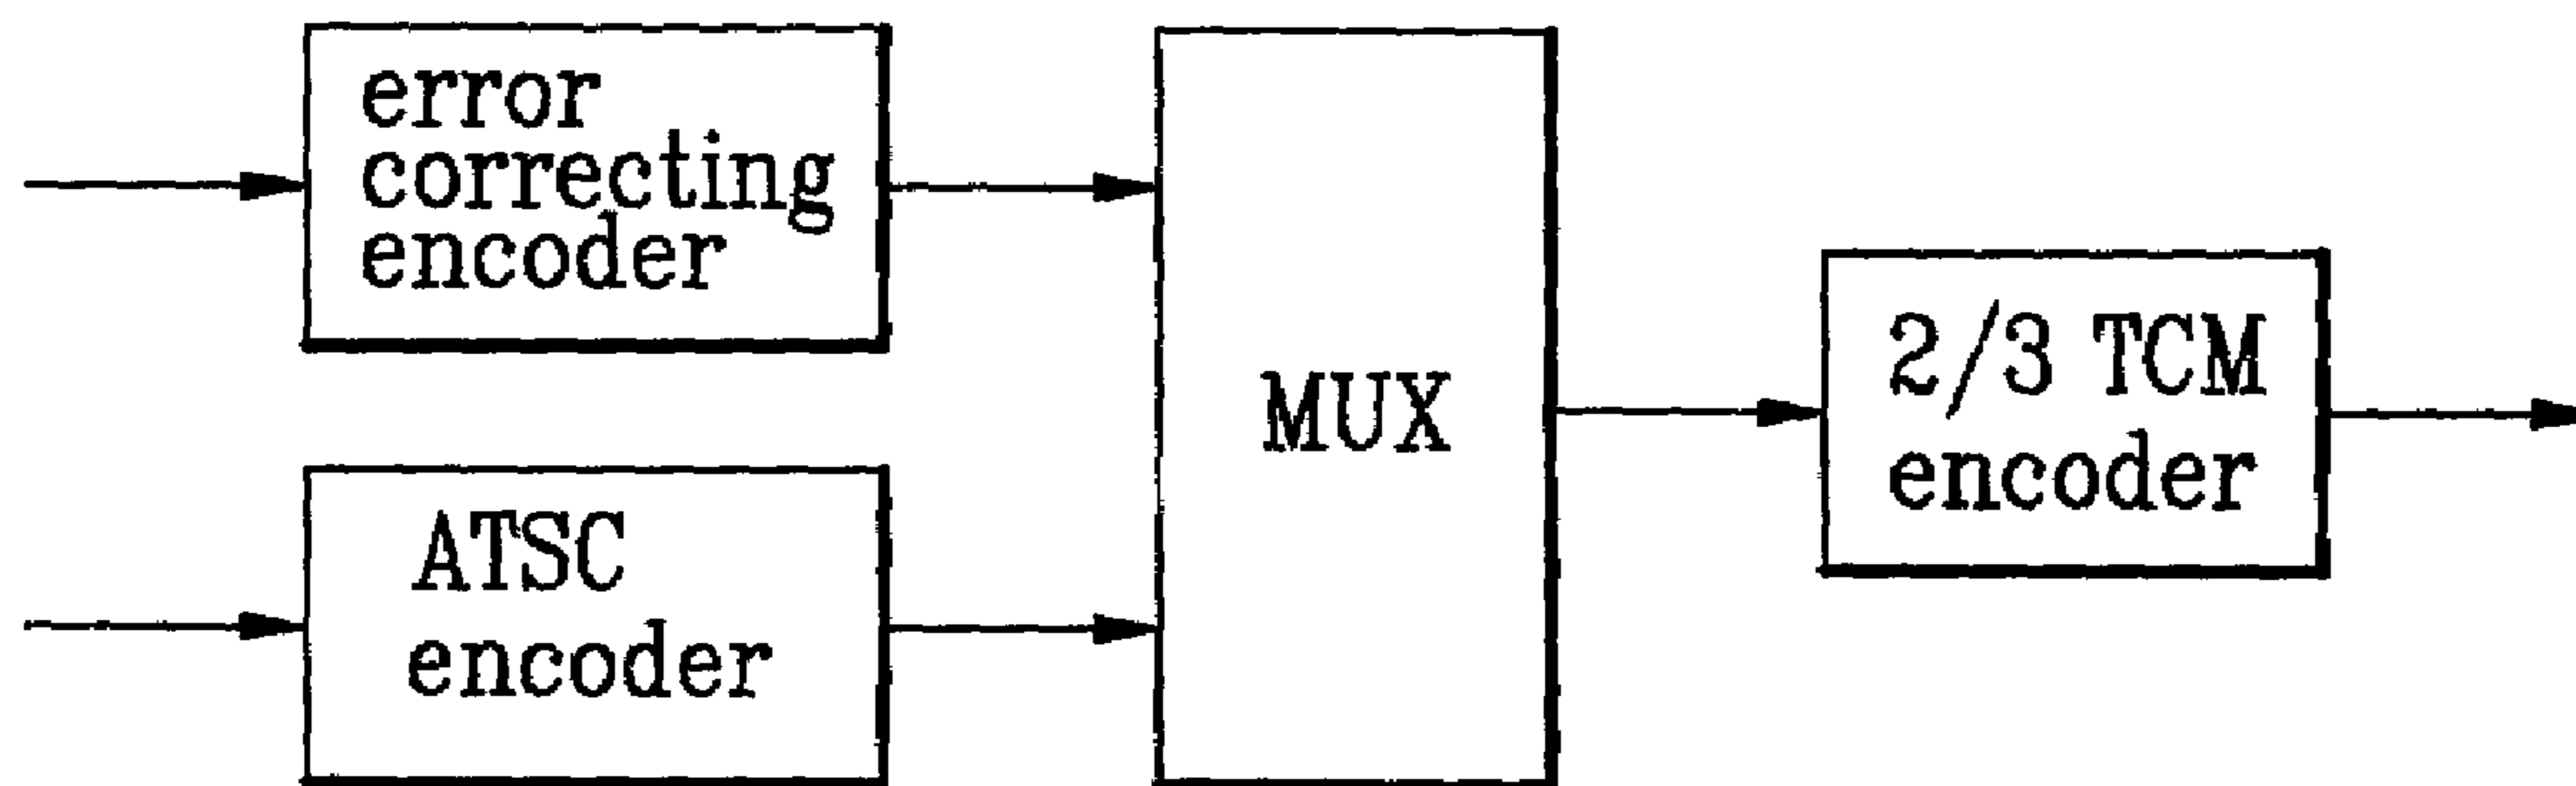 error
correcting
encoder
ATSC
encoder
MUX
2/3 TCM
encoder